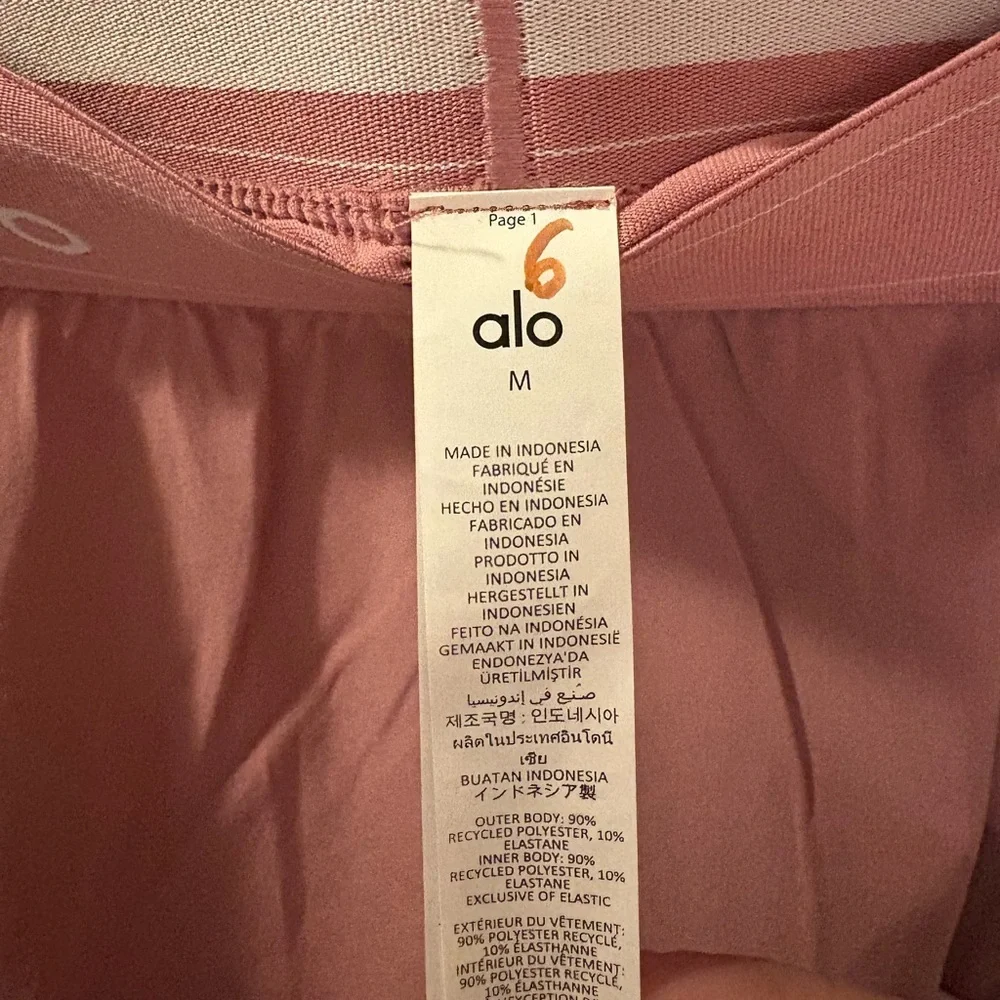 Page 1
6
alo
M
MADE IN INDONESIA
FABRIQUÉ EN
INDONÉSIE
HECHO EN INDONESIA
FABRICADO EN
INDONESIA
PRODOTTO IN
INDONESIA
HERGESTELLT IN
INDONESIEN
FEITO NA INDONÉSIA
GEMAAKT IN INDONESIË
ENDONEZYA'DA
ÜRETİLMİŞTİR
صُنِع في إندونيسيا
제조국명 : 인도네시아
ผลิตในประเทศอินโดนี
เซีย
BUATAN INDONESIA
インドネシア製
OUTER BODY: 90%
RECYCLED POLYESTER, 10%
ELASTANE
INNER BODY: 90%
RECYCLED POLYESTER, 10%
ELASTANE
EXCLUSIVE OF ELASTIC
EXTÉRIEUR DU VÊTEMENT:
90% POLYESTER RECYCLÉ,
10% ÉLASTHANNE
INTÉRIEUR DU VÊTEMENT:
90% POLYESTER RECYCLÉ,
10% ÉLASTHANNE